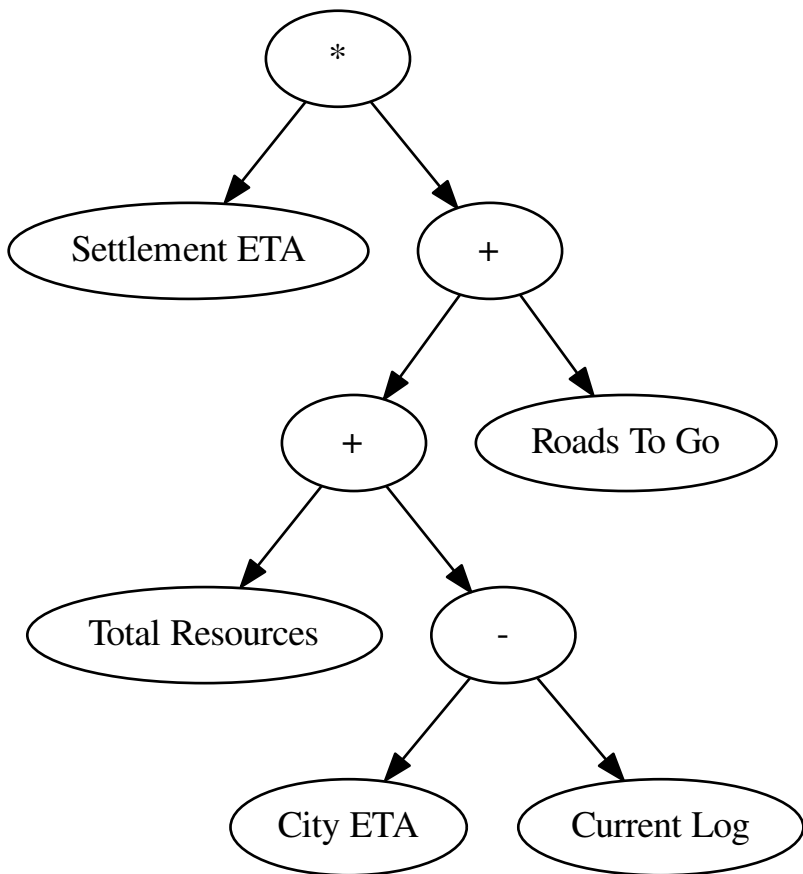 *
Settlement ETA
+
+
Roads To Go
Total Resources
-
City ETA
Current Log